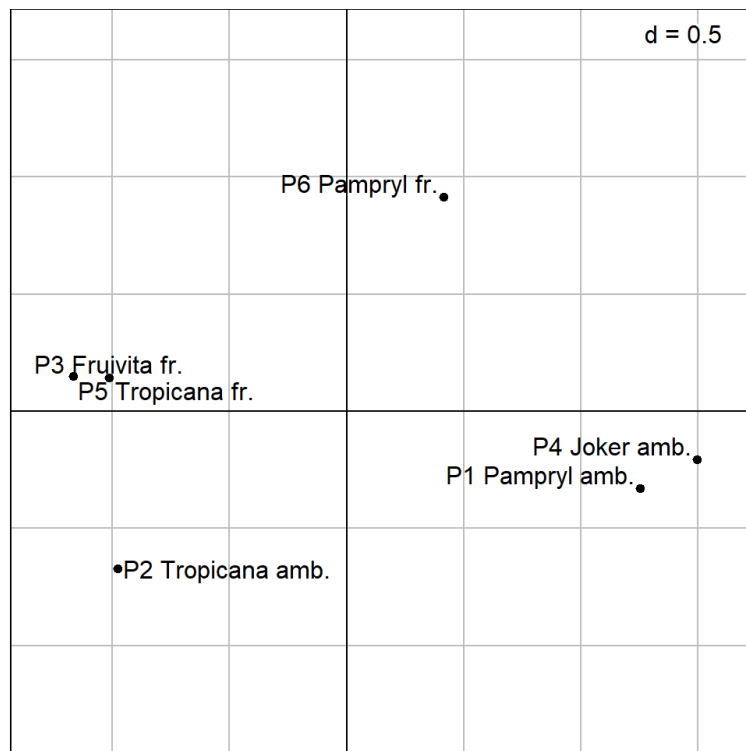 d = 0.5
P6 Pampryl fr.
P3 Fruivita fr.
P5 Tropicana fr.
P4 Joker amb.
P1 Pampryl amb.
P2 Tropicana amb.